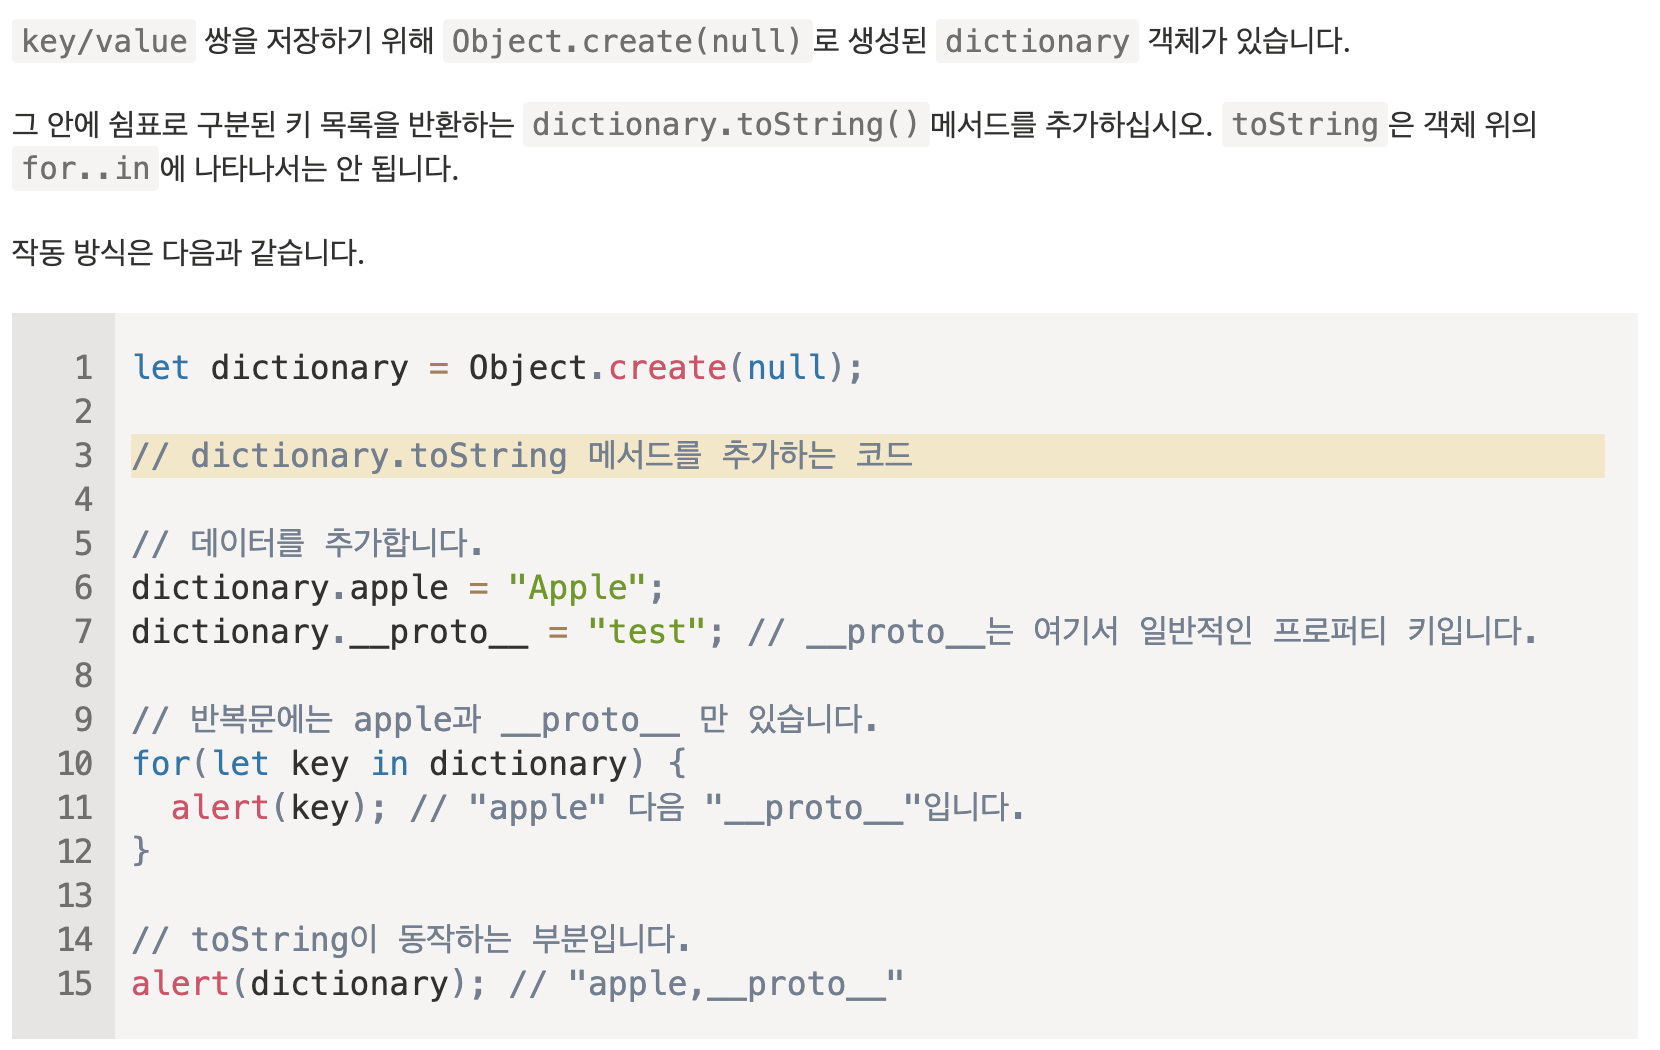 key/value 쌍을 저장하기 위해 Object.create(null)로 생성된 dictionary 객체가 있습니다.
그 안에 쉼표로 구분된 키 목록을 반환하는 dictionary.toString()메서드를 추가하십시오. toString은 객체 위의
for..in에 나타나서는 안 됩니다.
작동 방식은 다음과 같습니다.
1 let dictionary = Object.create(null);
2
3 // dictionary.toString 메서드를 추가하는 코드
4
5 // 데이터를 추가합니다.
6 dictionary.apple = "Apple";
7 dictionary.__proto__ = "test"; // __proto__는 여기서 일반적인 프로퍼티 키입니다.
8
9 // 반복문에는 apple과 __proto__ 만 있습니다.
10 for(let key in dictionary) {
11   alert(key); // "apple" 다음 "__proto__"입니다.
12 }
13
14 // toString이 동작하는 부분입니다.
15 alert(dictionary); // "apple,__proto__"